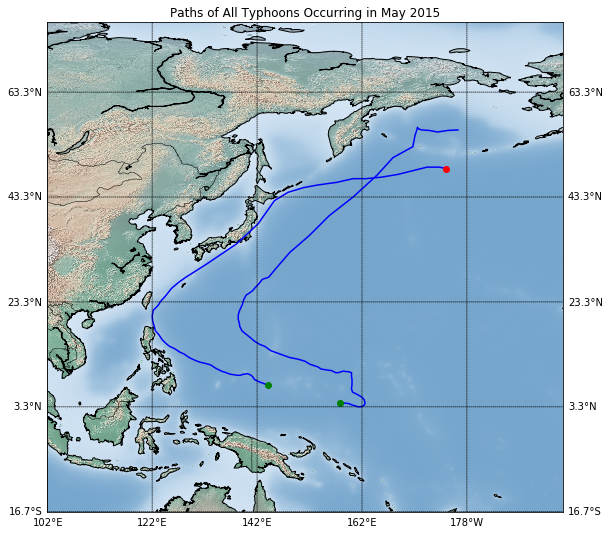 Paths of All Typhoons Occurring in May 2015
63.3°N 63.3°N
43.3°N 43.3°N
23.3°N 23.3°N
3.3°N 3.3°N
16.7°S 16.7°S
102°E 122°E 142°E 162°E 178°W